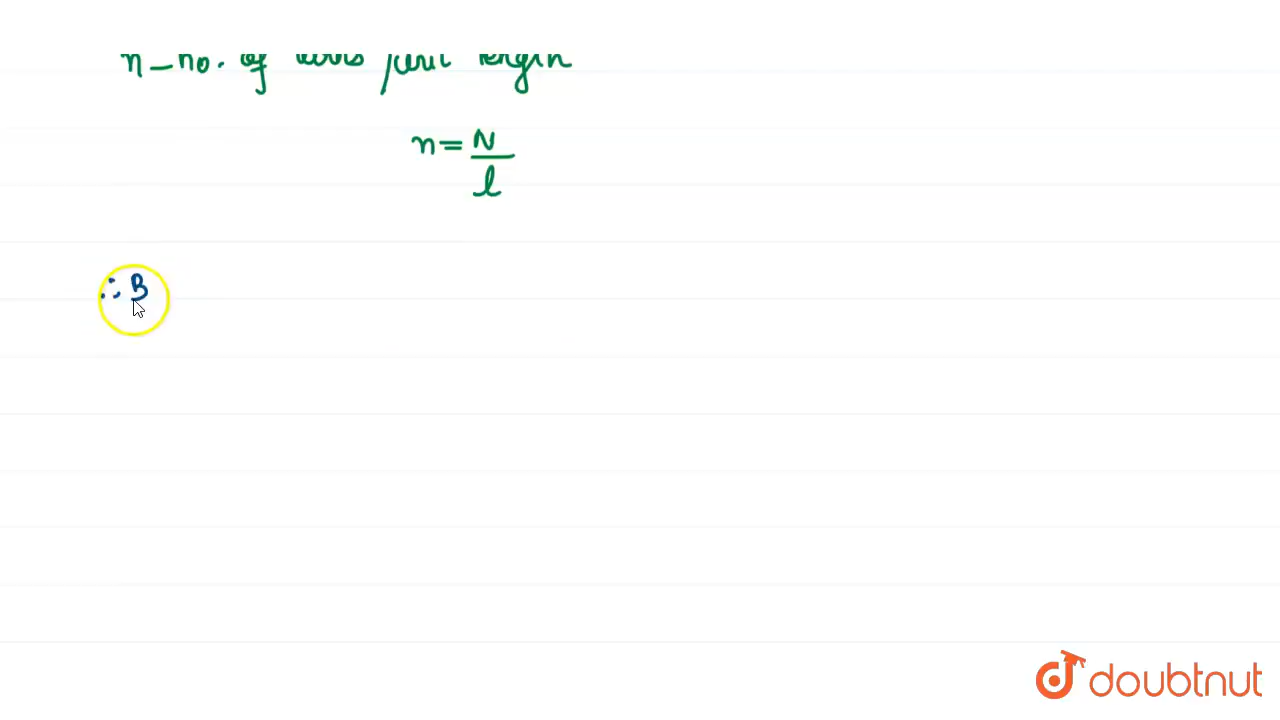 n - no. of turns / unit length
n = N
l
∴ B
doubtnut